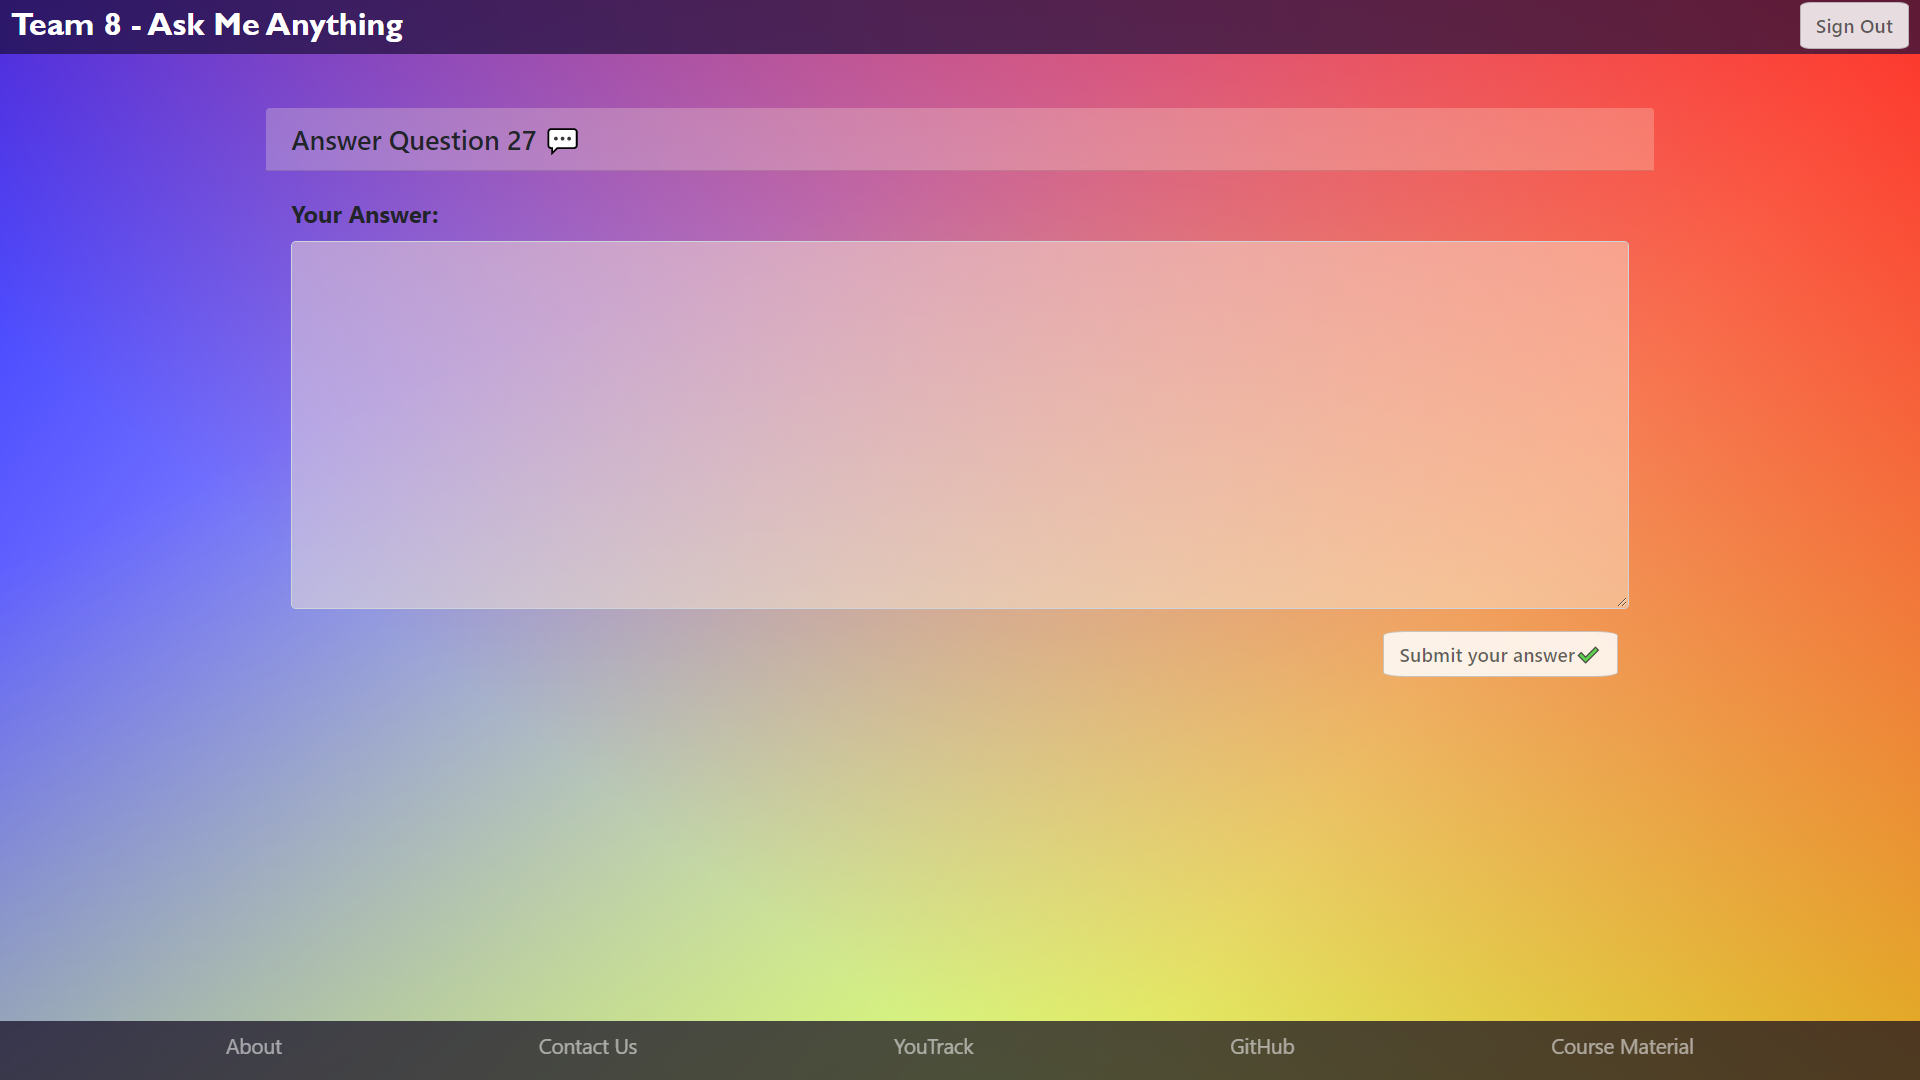 Team 8 - Ask Me Anything
Sign Out
Answer Question 27 💬
Your Answer:
Submit your answer✔
About
Contact Us
YouTrack
GitHub
Course Material